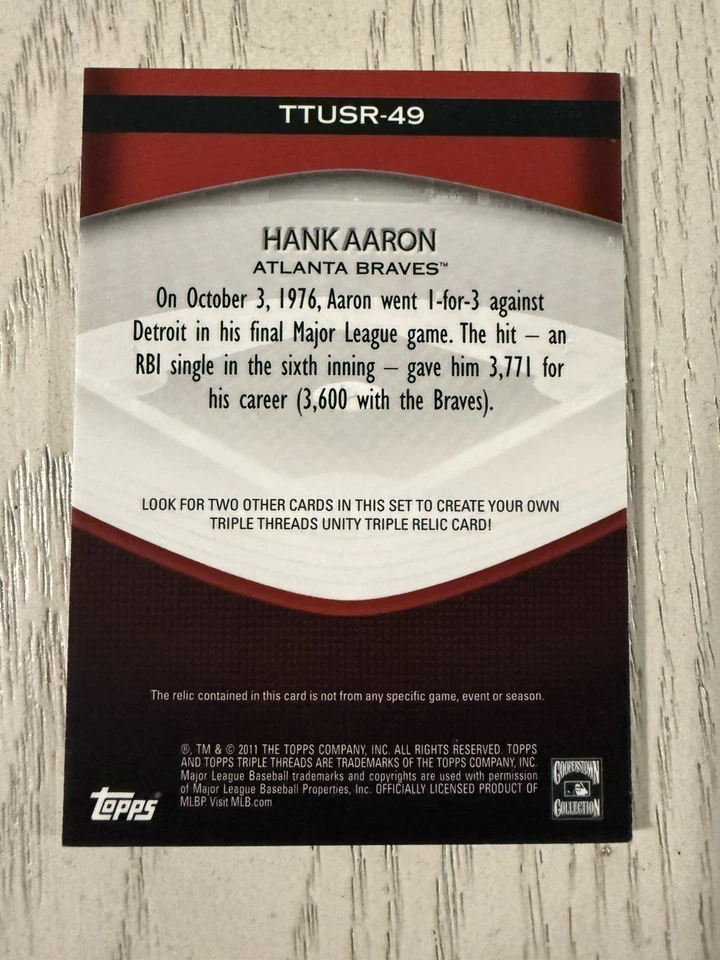 TTUSR-49
HANK AARON
ATLANTA BRAVES™
On October 3, 1976, Aaron went 1-for-3 against
Detroit in his final Major League game. The hit – an
RBI single in the sixth inning – gave him 3,771 for
his career (3,600 with the Braves).
LOOK FOR TWO OTHER CARDS IN THIS SET TO CREATE YOUR OWN
TRIPLE THREADS UNITY TRIPLE RELIC CARD!
The relic contained in this card is not from any specific game, event or season.
®, TM & © 2011 THE TOPPS COMPANY, INC. ALL RIGHTS RESERVED. TOPPS
AND TOPPS TRIPLE THREADS ARE TRADEMARKS OF THE TOPPS COMPANY, INC.
Major League Baseball trademarks and copyrights are used with permission
of Major League Baseball Properties, Inc. OFFICIALLY LICENSED PRODUCT OF
MLBP Visit MLB.com
topps®
COOPERSTOWN
COLLECTION